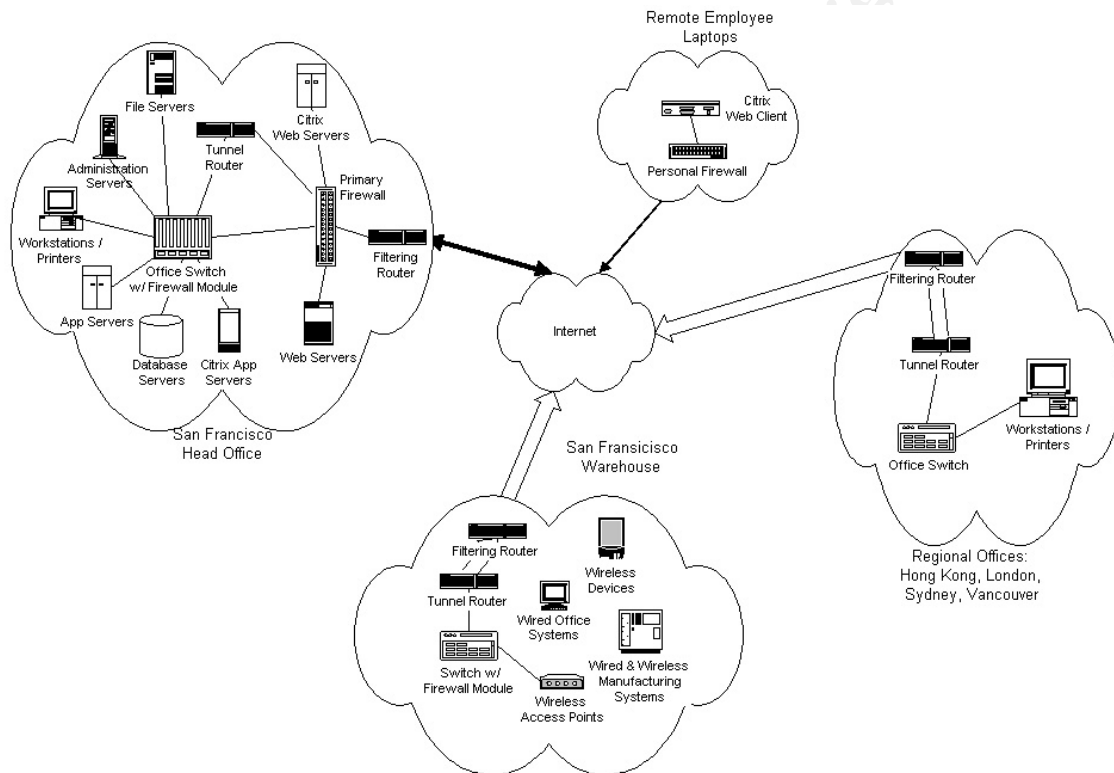 Remote Employee
Laptops
Citrix
Web Client
Personal Firewall
File Servers
Citrix
Web Servers
Administration
Servers
Tunnel
Router
Primary
Firewall
Workstations /
Printers
Office Switch
w/ Firewall Module
Filtering
Router
App Servers
Database
Servers
Citrix App
Servers
Web Servers
San Francisco
Head Office
Internet
Filtering Router
Tunnel Router
Workstations /
Printers
Office Switch
Regional Offices:
Hong Kong, London,
Sydney, Vancouver
San Fransicisco
Warehouse
Filtering Router
Wireless
Devices
Tunnel Router
Wired Office
Systems
Switch w/
Firewall Module
Wired & Wireless
Manufacturing
Systems
Wireless
Access Points